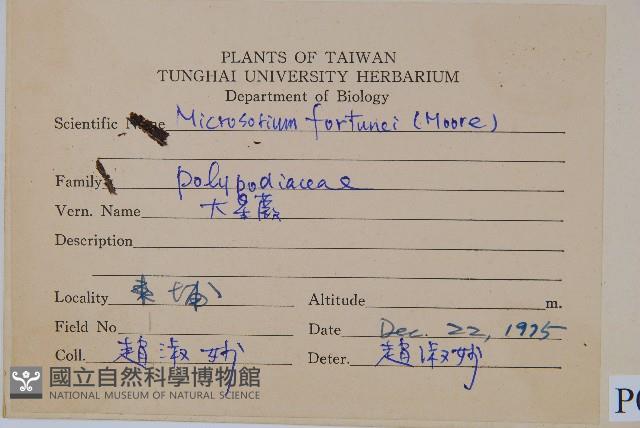 PLANTS OF TAIWAN
TUNGHAI UNIVERSITY HERBARIUM
Department of Biology
Scientific Name Microsorium fortunei (Moore)
Family polypodiaceae
Vern. Name 大星蕨
Description
Locality 東埔
Altitude m.
Field No
Date Dec. 22, 1975
Coll. 趙淑妙
Deter. 趙淑妙
國立自然科學博物館
NATIONAL MUSEUM OF NATURAL SCIENCE